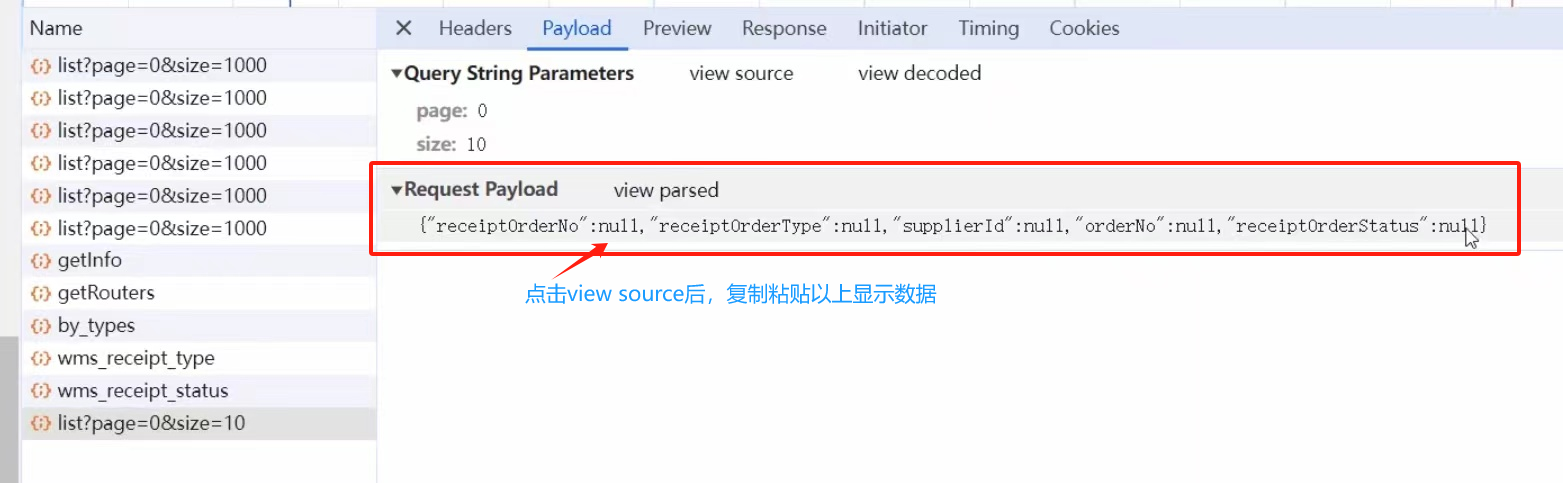 Name
Headers Payload Preview Response Initiator Timing Cookies
list?page=0&size=1000
list?page=0&size=1000
list?page=0&size=1000
list?page=0&size=1000
list?page=0&size=1000
list?page=0&size=1000
getInfo
getRouters
by_types
wms_receipt_type
wms_receipt_status
list?page=0&size=10
Query String Parameters view source view decoded
page: 0
size: 10
Request Payload view parsed
{"receiptOrderNo":null,"receiptOrderType":null,"supplierId":null,"orderNo":null,"receiptOrderStatus":null}
点击view source后，复制粘贴以上显示数据